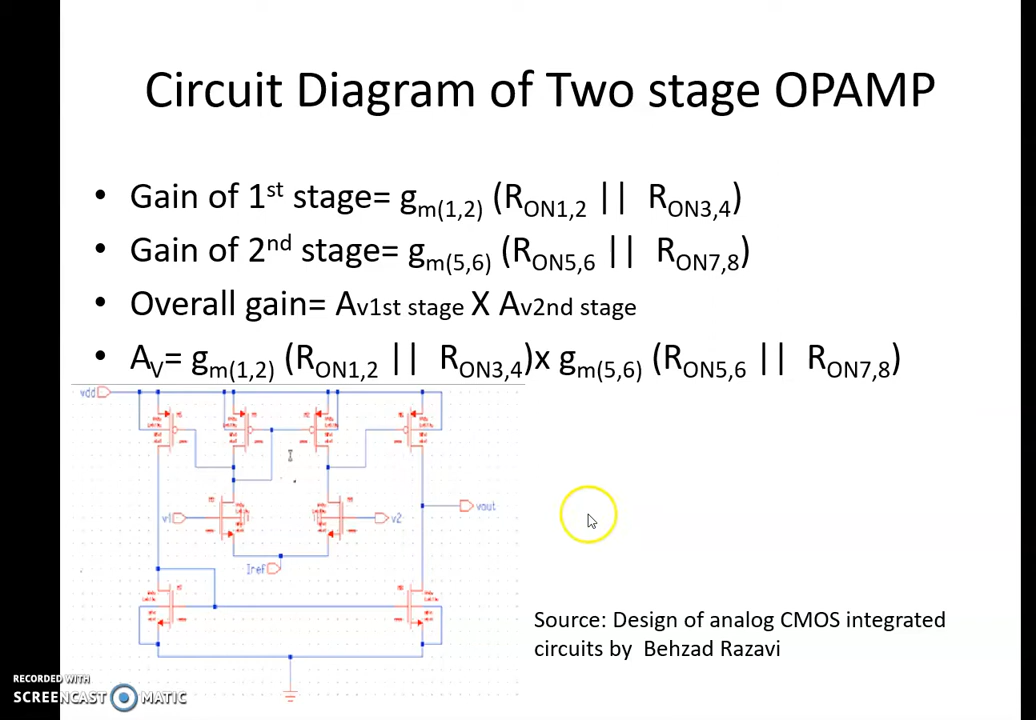 Circuit Diagram of Two stage OPAMP
• Gain of 1st stage= gm(1,2) (RON1,2 || RON3,4)
• Gain of 2nd stage= gm(5,6) (RON5,6 || RON7,8)
• Overall gain= Av1st stage X Av2nd stage
• AV= gm(1,2) (RON1,2 || RON3,4)x gm(5,6) (RON5,6 || RON7,8)
vdd
v1
v2
vout
Iref
Source: Design of analog CMOS integrated
circuits by Behzad Razavi
RECORDED WITH
SCREENCAST MATIC